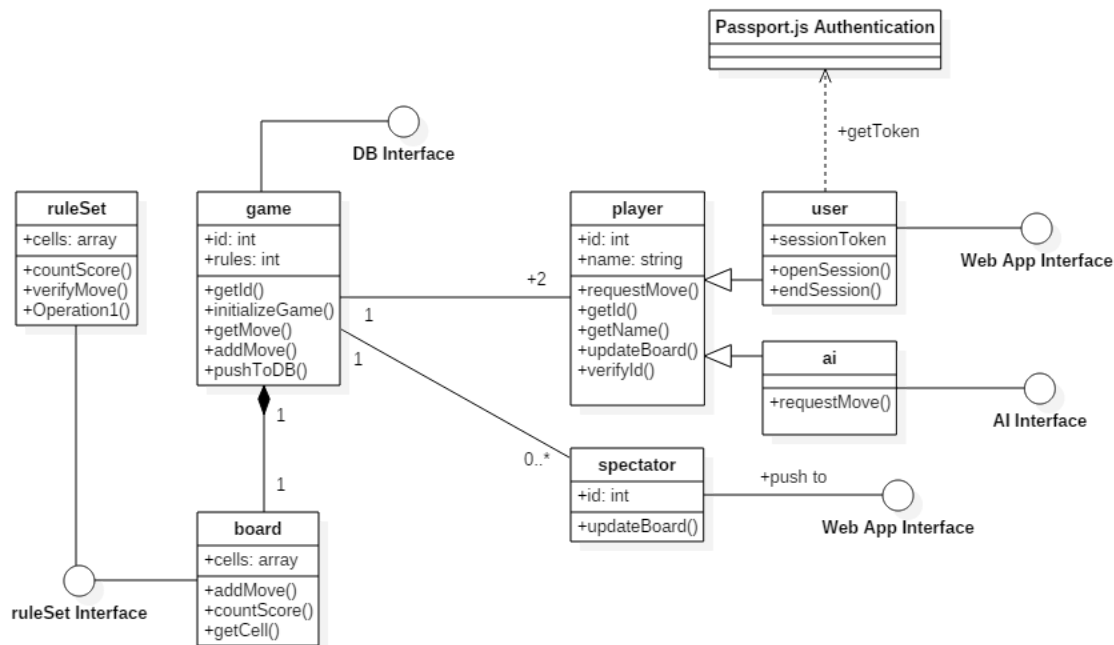 Passport.js Authentication
+getToken
DB Interface
ruleSet
+cells: array
+countScore()
+verifyMove()
+Operation1()
game
+id: int
+rules: int
+getId()
+initializeGame()
+getMove()
+addMove()
+pushToDB()
player
+id: int
+name: string
+requestMove()
+getId()
+getName()
+updateBoard()
+verifyId()
user
+sessionToken
+openSession()
+endSession()
Web App Interface
+2
1
1
ai
+requestMove()
AI Interface
1
0..*
spectator
+id: int
+updateBoard()
+push to
Web App Interface
1
board
+cells: array
+addMove()
+countScore()
+getCell()
ruleSet Interface